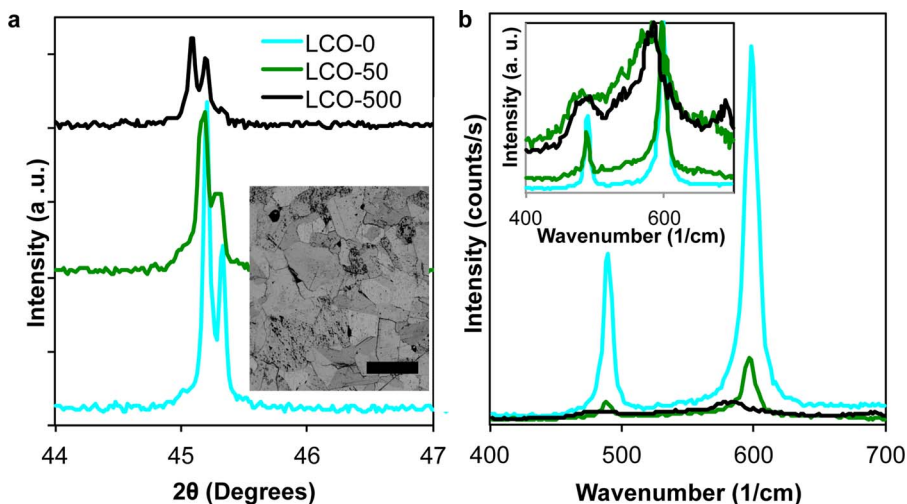 a
LCO-0
LCO-50
LCO-500
Intensity (a .u.)
44
45
46
47
2θ (Degrees)
b
Intensity (a. u.)
400
600
Wavenumber (1/cm)
Intensity (counts/s)
400
500
600
700
Wavenumber (1/cm)